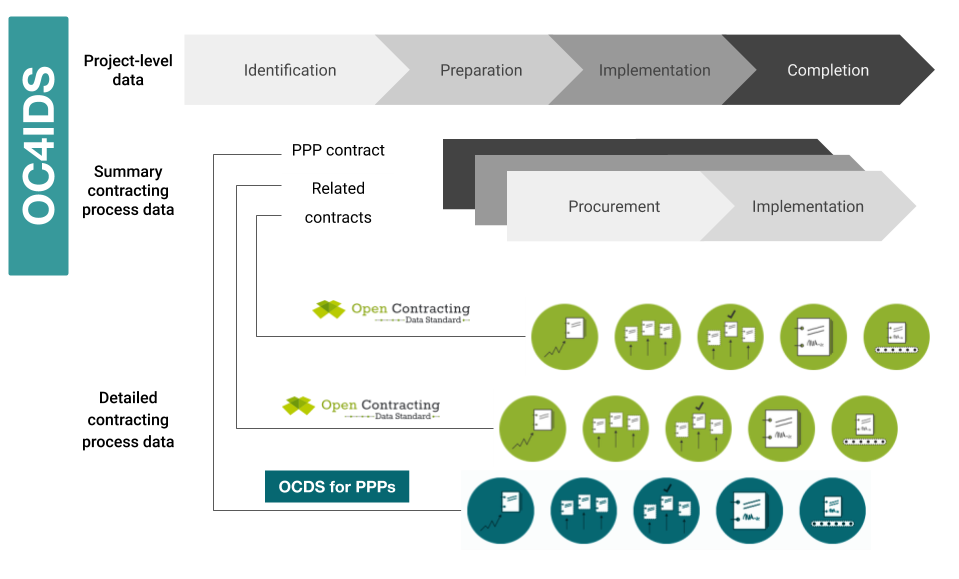 OC4IDS
Project-level
data
Identification
Preparation
Implementation
Completion
Summary
contracting
process data
PPP contract
Related
contracts
Procurement
Implementation
Open Contracting
Data Standard
Detailed
contracting
process data
Open Contracting
Data Standard
OCDS for PPPs